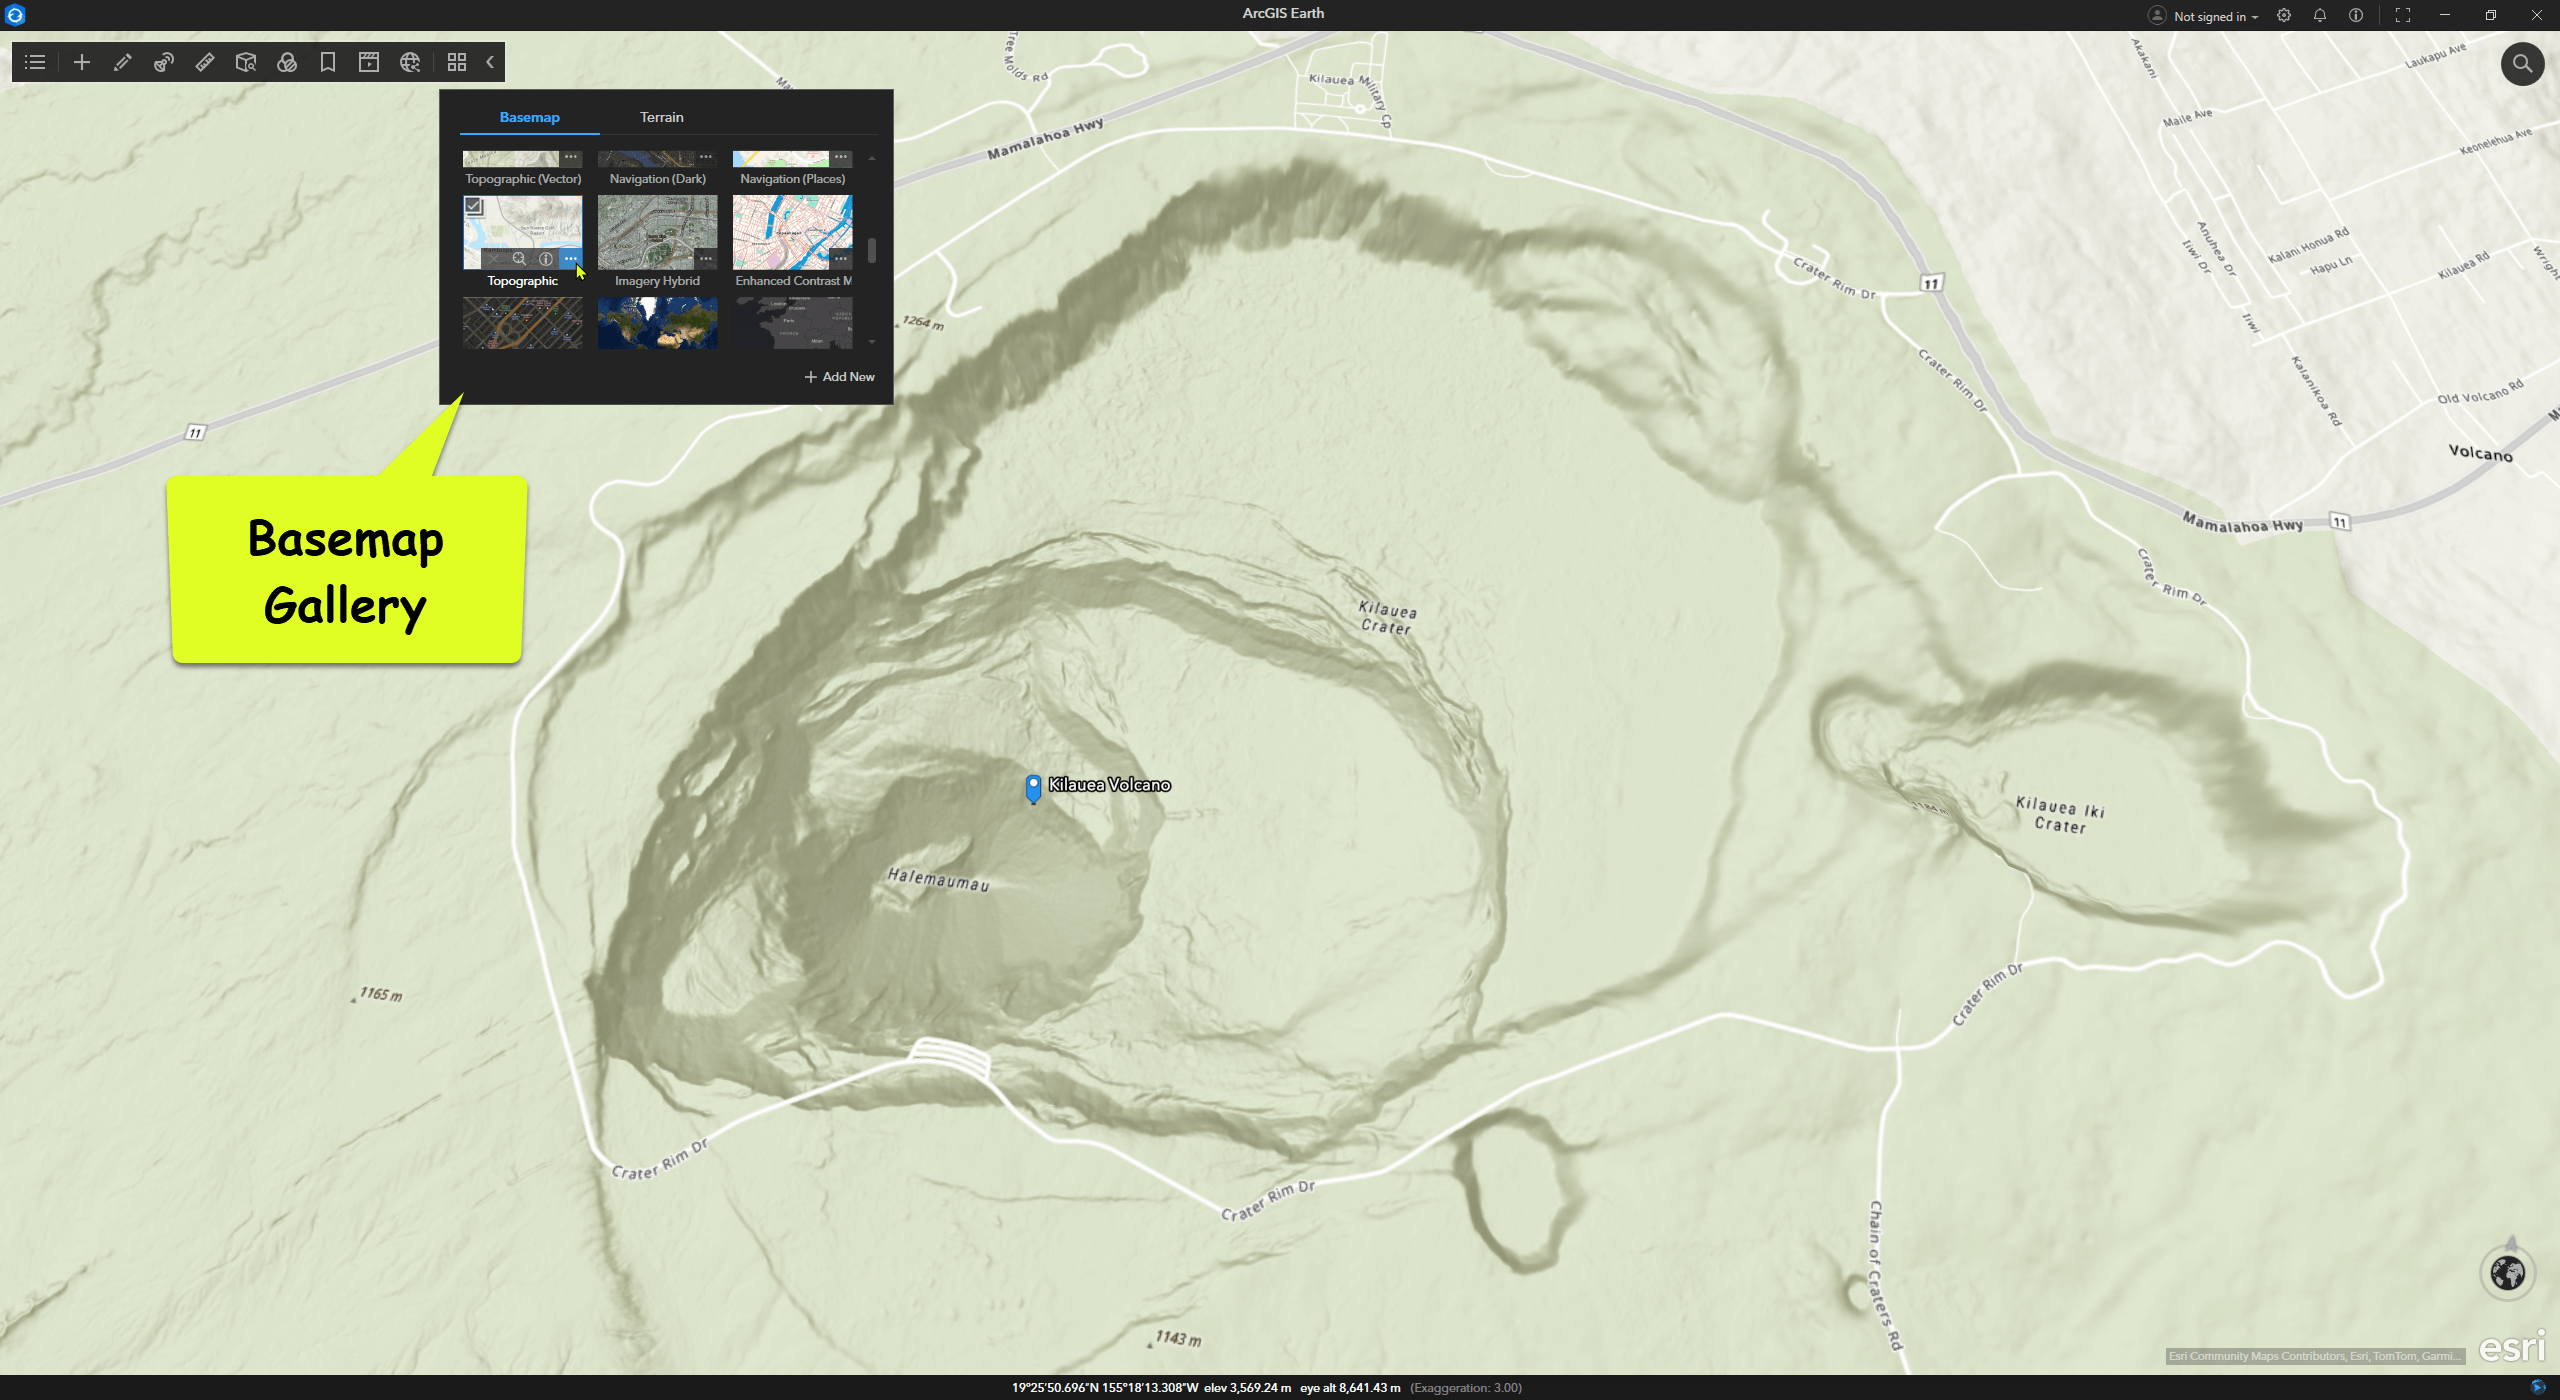 ArcGIS Earth
Not signed in
Basemap
Terrain
Topographic (Vector)
Navigation (Dark)
Navigation (Places)
Topographic
Imagery Hybrid
Enhanced Contrast M
Add New
Basemap
Gallery
Tree Molds Rd
Kilauea Military Cp
Mamalahoa Hwy
Akakani
Laukapu Ave
Maile Ave
Keonelehua Ave
Anuhea Dr
Iiwi Dr
Kalani Honua Rd
Hapu Ln
Kilauea Rd
Wright
Iiwi
Kalanikoa Rd
Old Volcano Rd
Volcano
Crater Rim Dr
11
Crater Rim Dr
1264 m
11
Mamalahoa Hwy
11
Crater Rim Dr
Kilauea
Crater
Kilauea Volcano
Halemaumau
1184 m
Kilauea Iki
Crater
1165 m
Crater Rim Dr
Crater Rim Dr
Crater Rim Dr
Chain of Craters Rd
1143 m
esri
Esri Community Maps Contributors, Esri, TomTom, Garmi...
19°25'50.696"N 155°18'13.308"W elev 3,569.24 m eye alt 8,641.43 m (Exaggeration: 3.00)